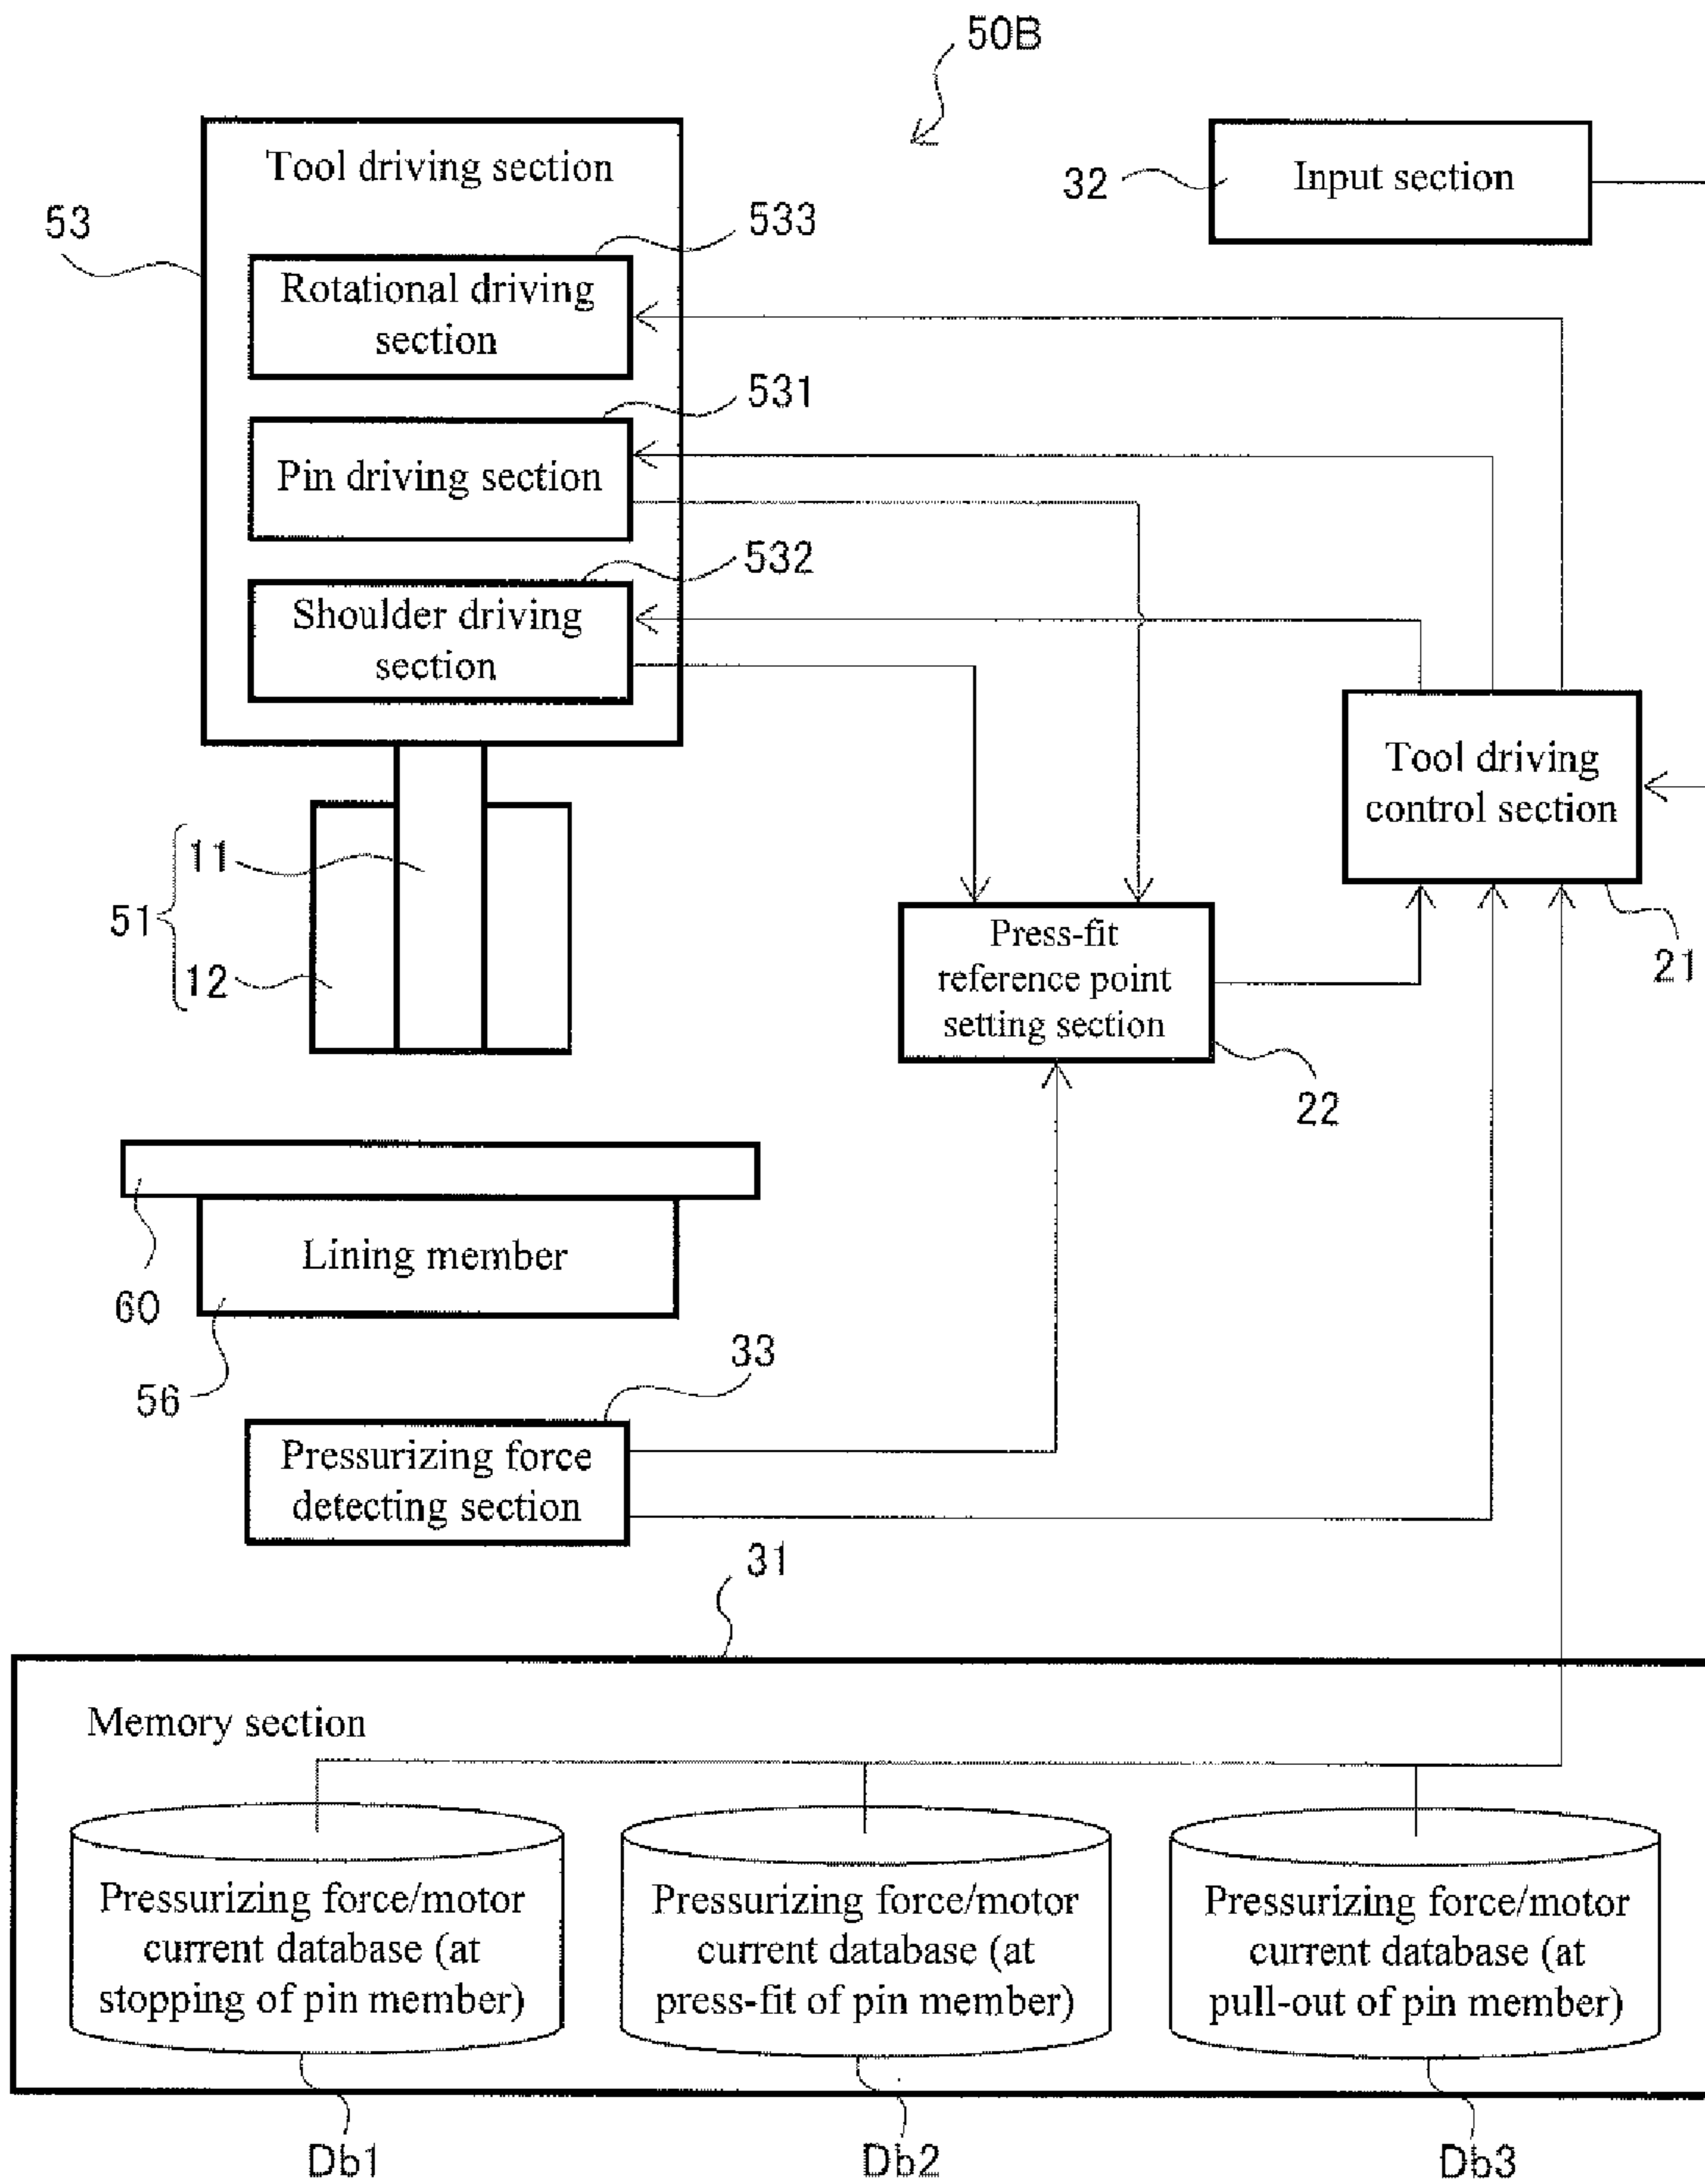 50B
Tool driving section
32
Input section
53
533
Rotational driving
section
531
Pin driving section
532
Shoulder driving
section
Tool driving
control section
11
51
12
Press-fit
reference point
setting section
21
22
Lining member
60
33
56
Pressurizing force
detecting section
31
Memory section
Pressurizing force/motor
current database (at
stopping of pin member)
Pressurizing force/motor
current database (at
press-fit of pin member)
Pressurizing force/motor
current database (at
pull-out of pin member)
Db1
Db2
Db3